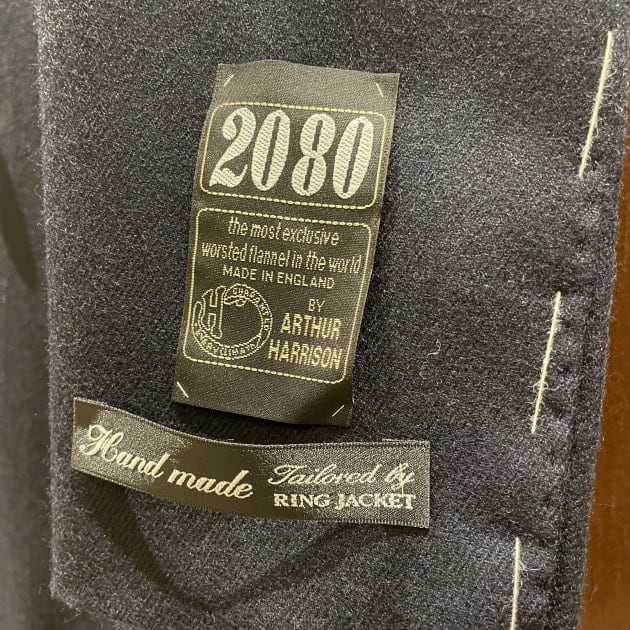 2080
the most exclusive
worsted flannel in the world
MADE IN ENGLAND
BY
ARTHUR
HARRISON
H
Hand made
Tailored by
RING JACKET